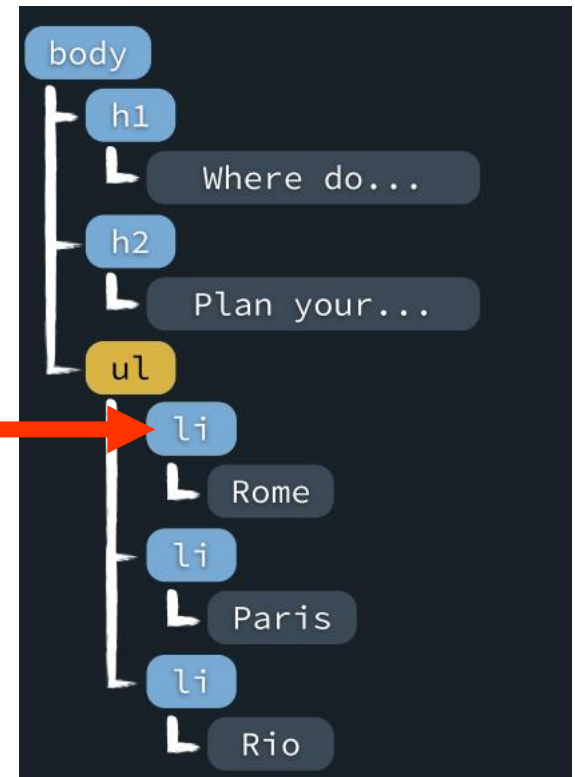 body
h1
Where do...
h2
Plan your...
ul
li
Rome
li
Paris
li
Rio